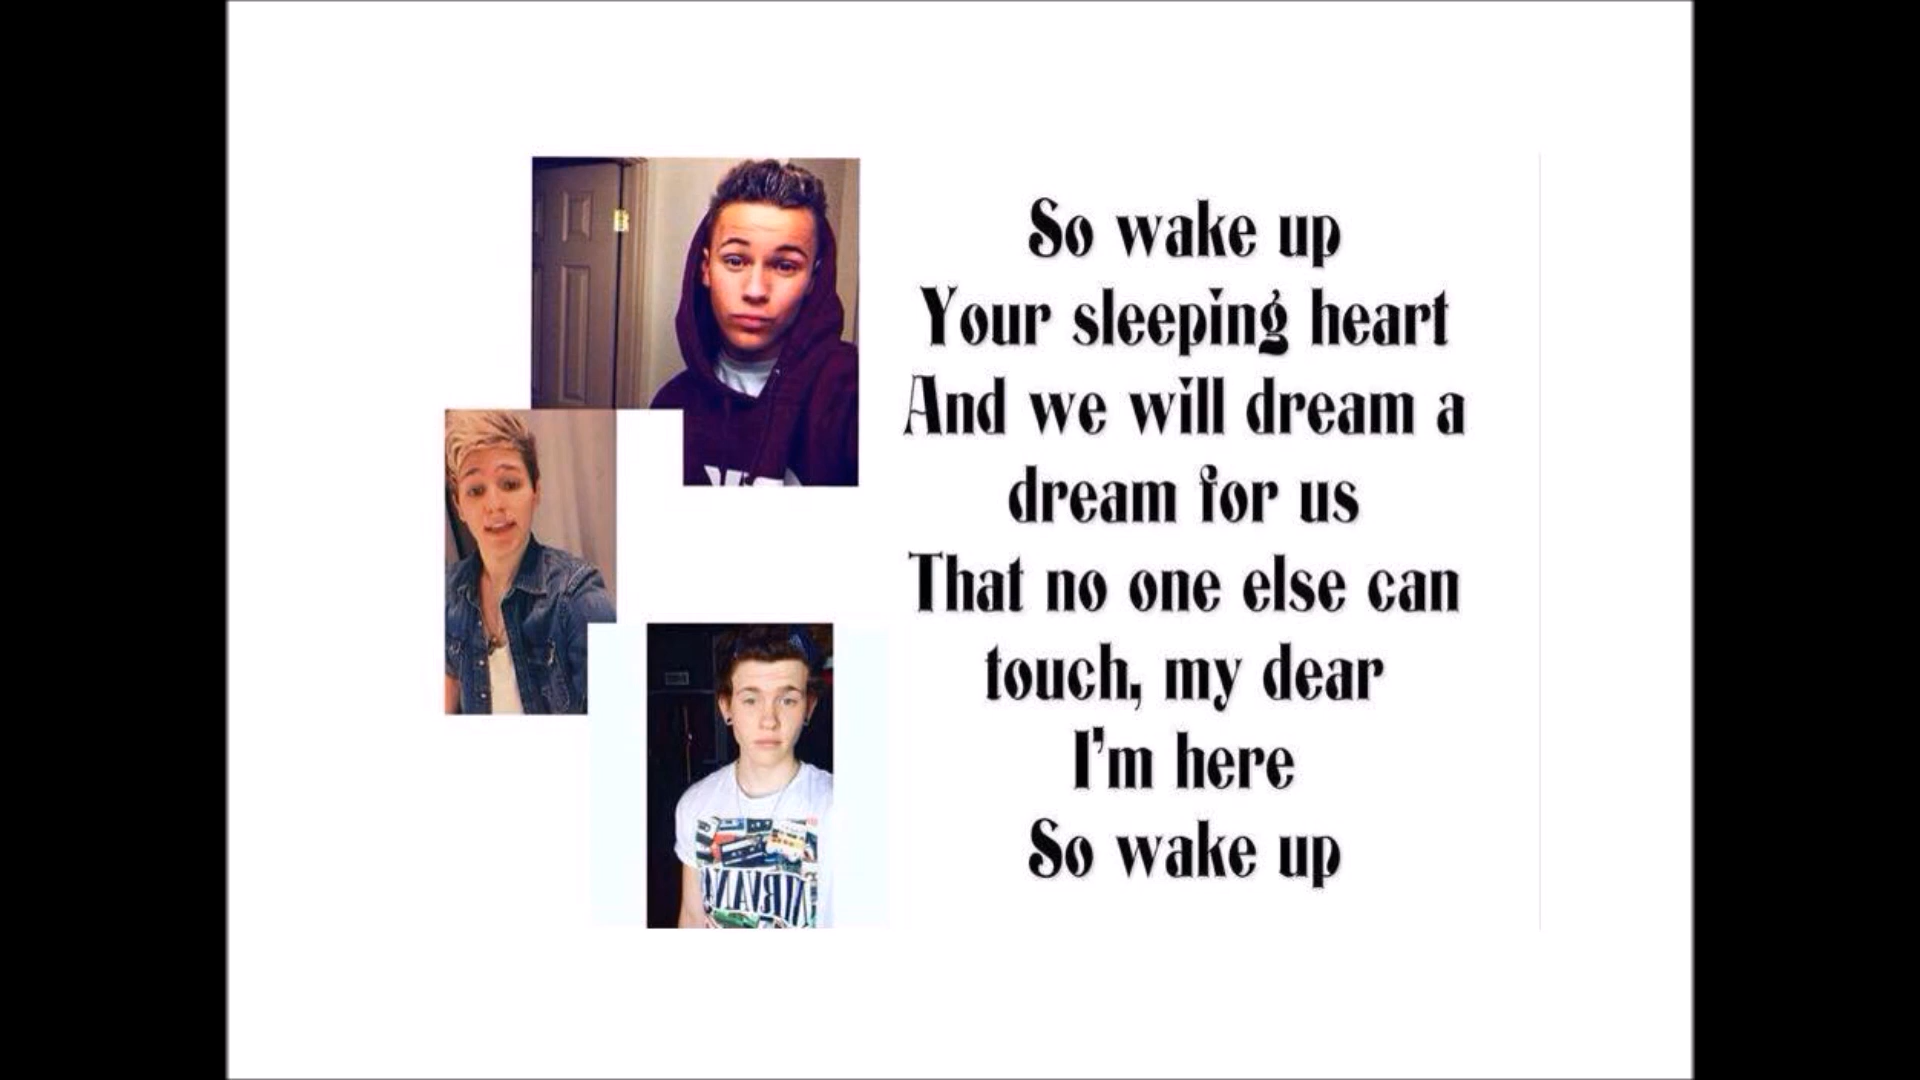 So wake up
Your sleeping heart
And we will dream a
dream for us
That no one else can
touch, my dear
I'm here
So wake up
NIRVANA